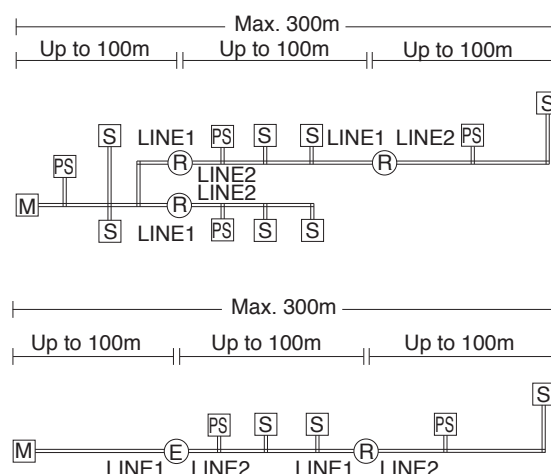 Max. 300m
Up to 100m Up to 100m Up to 100m
S
S LINE1 PS S S LINE1 LINE2 PS
PS R R
LINE2
LINE2
M R
S LINE1 PS S S
Max. 300m
Up to 100m Up to 100m Up to 100m
S
PS S S PS
M E R
LINE1 LINE2 LINE1 LINE2